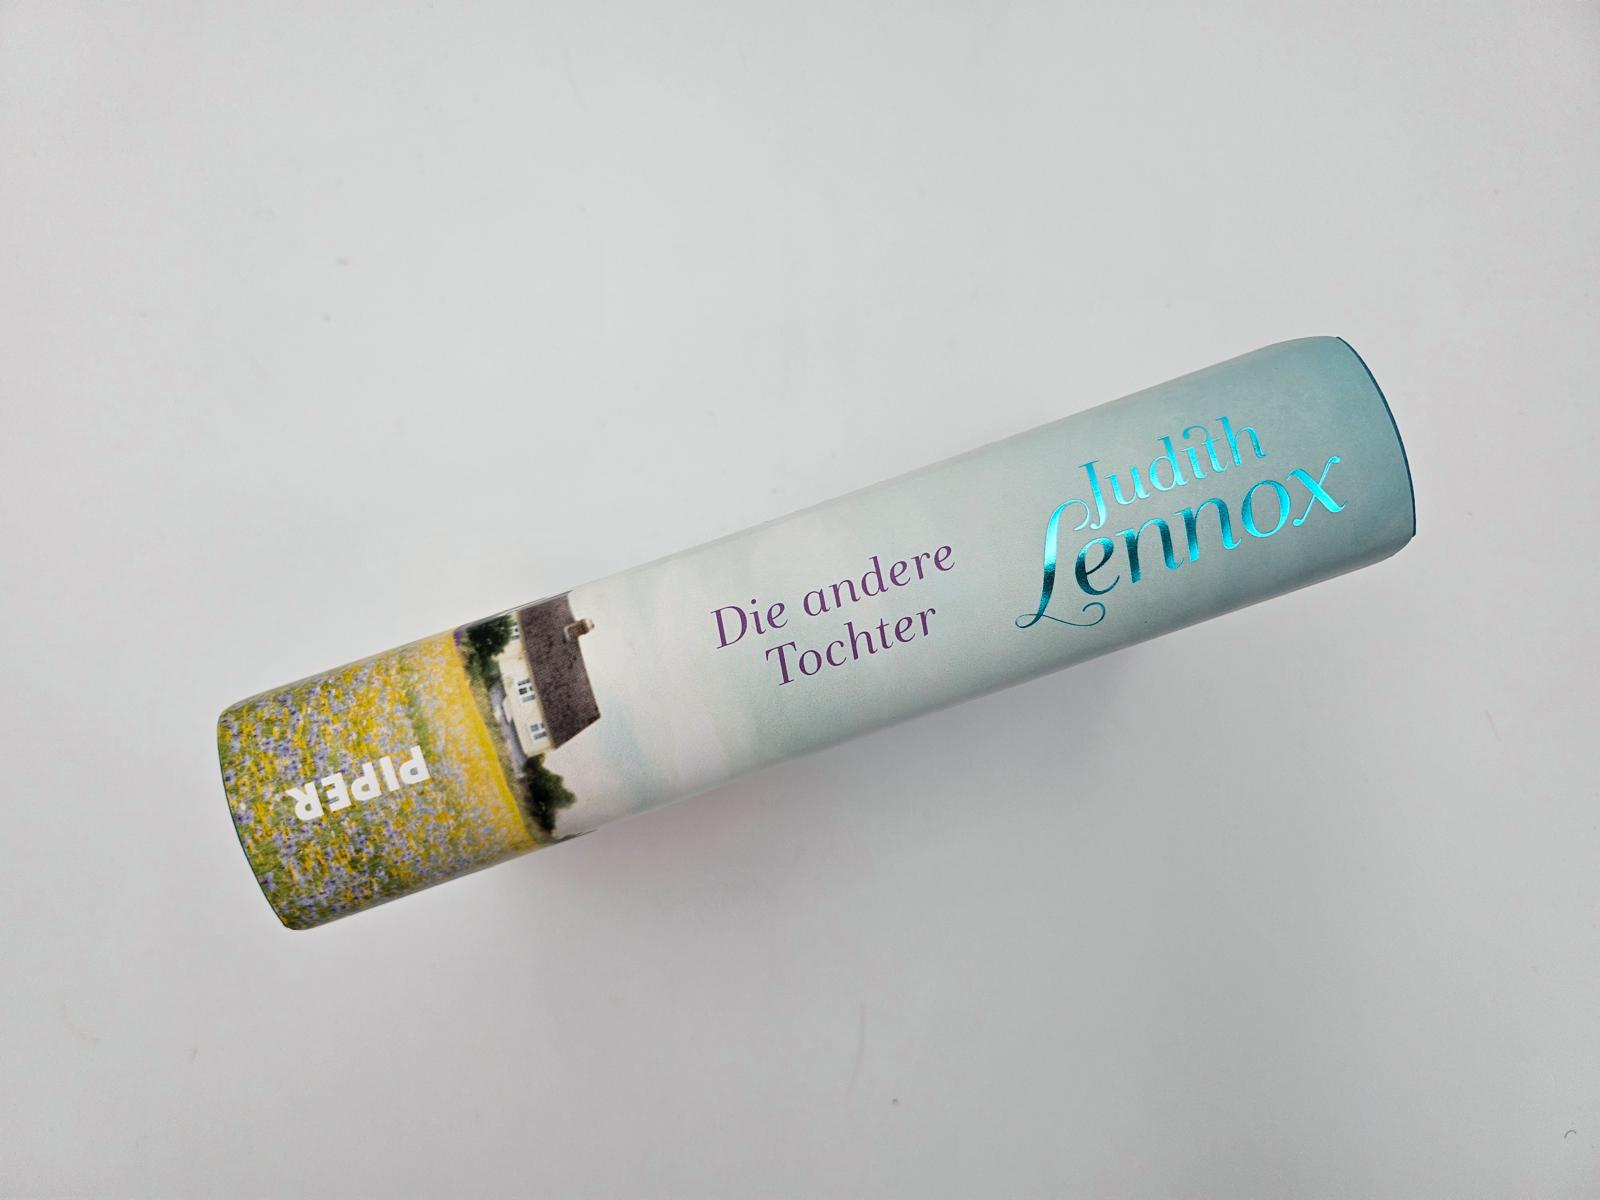 Judith
Lennox
Die andere
Tochter
PIPER